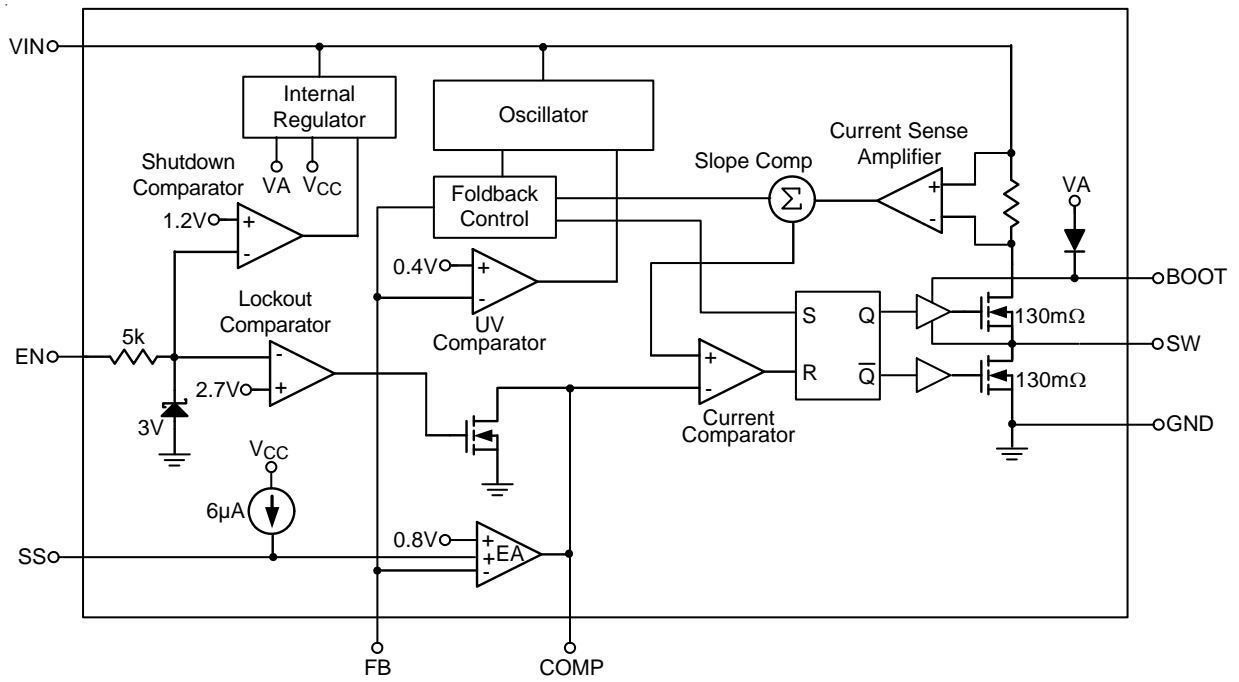 VIN
Internal
Regulator
Oscillator
Current Sense
Amplifier
Slope Comp
Shutdown
Comparator
VA
VCC
Foldback
Control
Σ
+
-
VA
1.2V
+
-
0.4V
+
-
BOOT
Lockout
Comparator
UV
Comparator
S
Q
130mΩ
5k
EN
-
+
2.7V
+
-
R
Q̅
SW
130mΩ
3V
Current
Comparator
GND
VCC
6µA
0.8V
+
+
-
EA
SS
FB
COMP